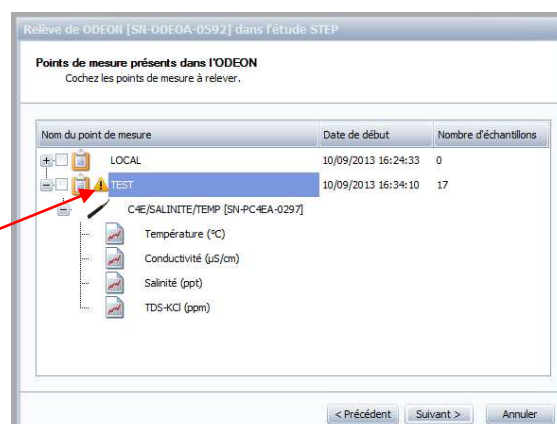 Relève de ODEON [SN-ODEOA-0592] dans l'étude STEP
Points de mesure présents dans l'ODEON
Cochez les points de mesure à relever.
Nom du point de mesure Date de début Nombre d'échantillons
LOCAL 10/09/2013 16:24:33 0
TEST 10/09/2013 16:34:10 17
C4E/SALINITE/TEMP [SN-PC4EA-0297]
Température (°C)
Conductivité (µS/cm)
Salinité (ppt)
TDS-KCl (ppm)
< Précédent Suivant > Annuler